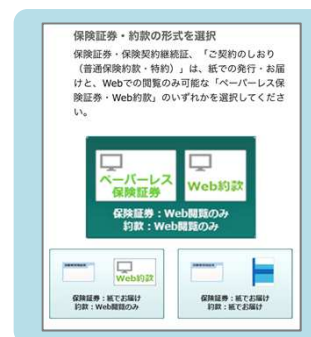 保険証券・約款の形式を選択
保険証券・保険契約継続証、「ご契約のしおり
（普通保険約款・特約）」は、紙での発行・お届
けと、Webでの閲覧のみ可能な「ペーパーレス保
険証券・Web約款」のいずれかを選択してくださ
い。
ペーパーレス
保険証券
Web約款
保険証券：Web閲覧のみ
約款：Web閲覧のみ
Web約款
保険証券：紙でお届け
約款：Web閲覧のみ
保険証券：紙でお届け
約款：紙でお届け